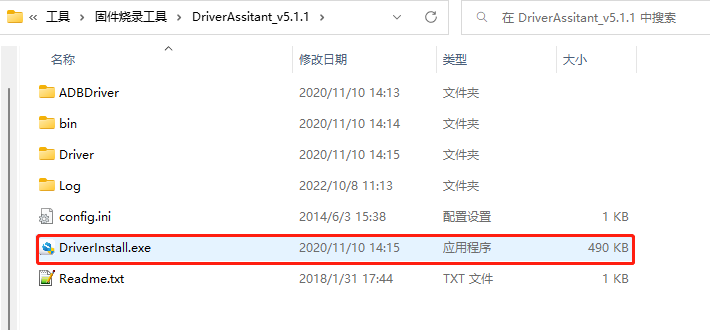 « 工具 > 固件烧录工具 > DriverAssitant_v5.1.1 > 在 DriverAssitant_v5.1.1 中搜索
名称 修改日期 类型 大小
ADBDriver 2020/11/10 14:13 文件夹
bin 2020/11/10 14:14 文件夹
Driver 2020/11/10 14:15 文件夹
Log 2022/10/8 11:13 文件夹
config.ini 2014/6/3 15:38 配置设置 1 KB
DriverInstall.exe 2020/11/10 14:15 应用程序 490 KB
Readme.txt 2018/1/31 17:44 TXT 文件 1 KB